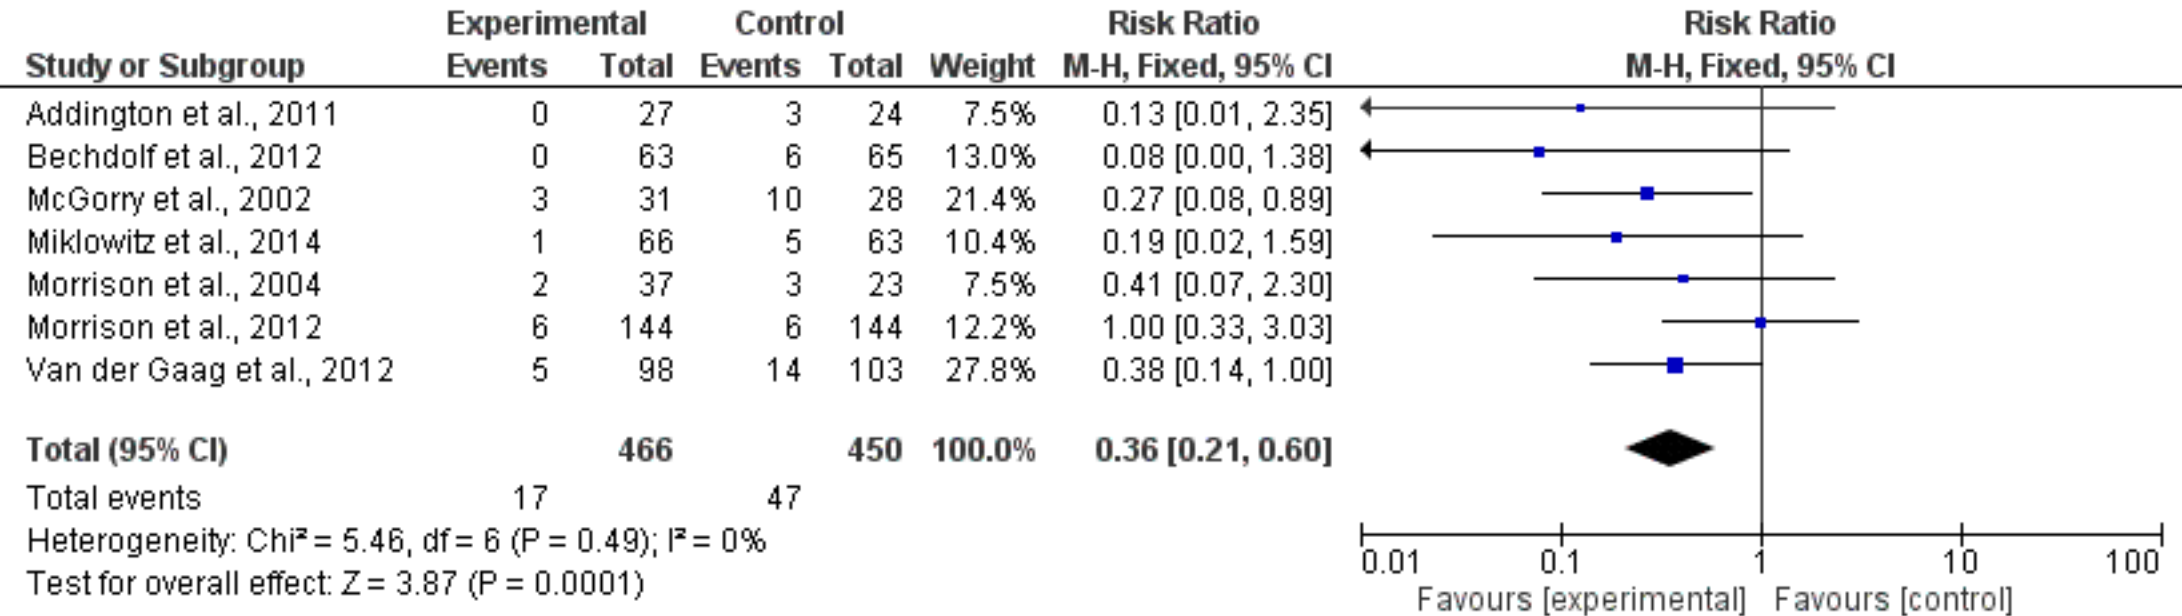 Experimental Control Risk Ratio Risk Ratio
Study or Subgroup Events Total Events Total Weight M-H, Fixed, 95% CI M-H, Fixed, 95% CI
Addington et al., 2011 0 27 3 24 7.5% 0.13 [0.01, 2.35]
Bechdolf et al., 2012 0 63 6 65 13.0% 0.08 [0.00, 1.38]
McGorry et al., 2002 3 31 10 28 21.4% 0.27 [0.08, 0.89]
Miklowitz et al., 2014 1 66 5 63 10.4% 0.19 [0.02, 1.59]
Morrison et al., 2004 2 37 3 23 7.5% 0.41 [0.07, 2.30]
Morrison et al., 2012 6 144 6 144 12.2% 1.00 [0.33, 3.03]
Van der Gaag et al., 2012 5 98 14 103 27.8% 0.38 [0.14, 1.00]
Total (95% CI) 466 450 100.0% 0.36 [0.21, 0.60]
Total events 17 47
Heterogeneity: Chi² = 5.46, df = 6 (P = 0.49); I² = 0%
Test for overall effect: Z = 3.87 (P = 0.0001)
0.01 0.1 1 10 100
Favours [experimental] Favours [control]